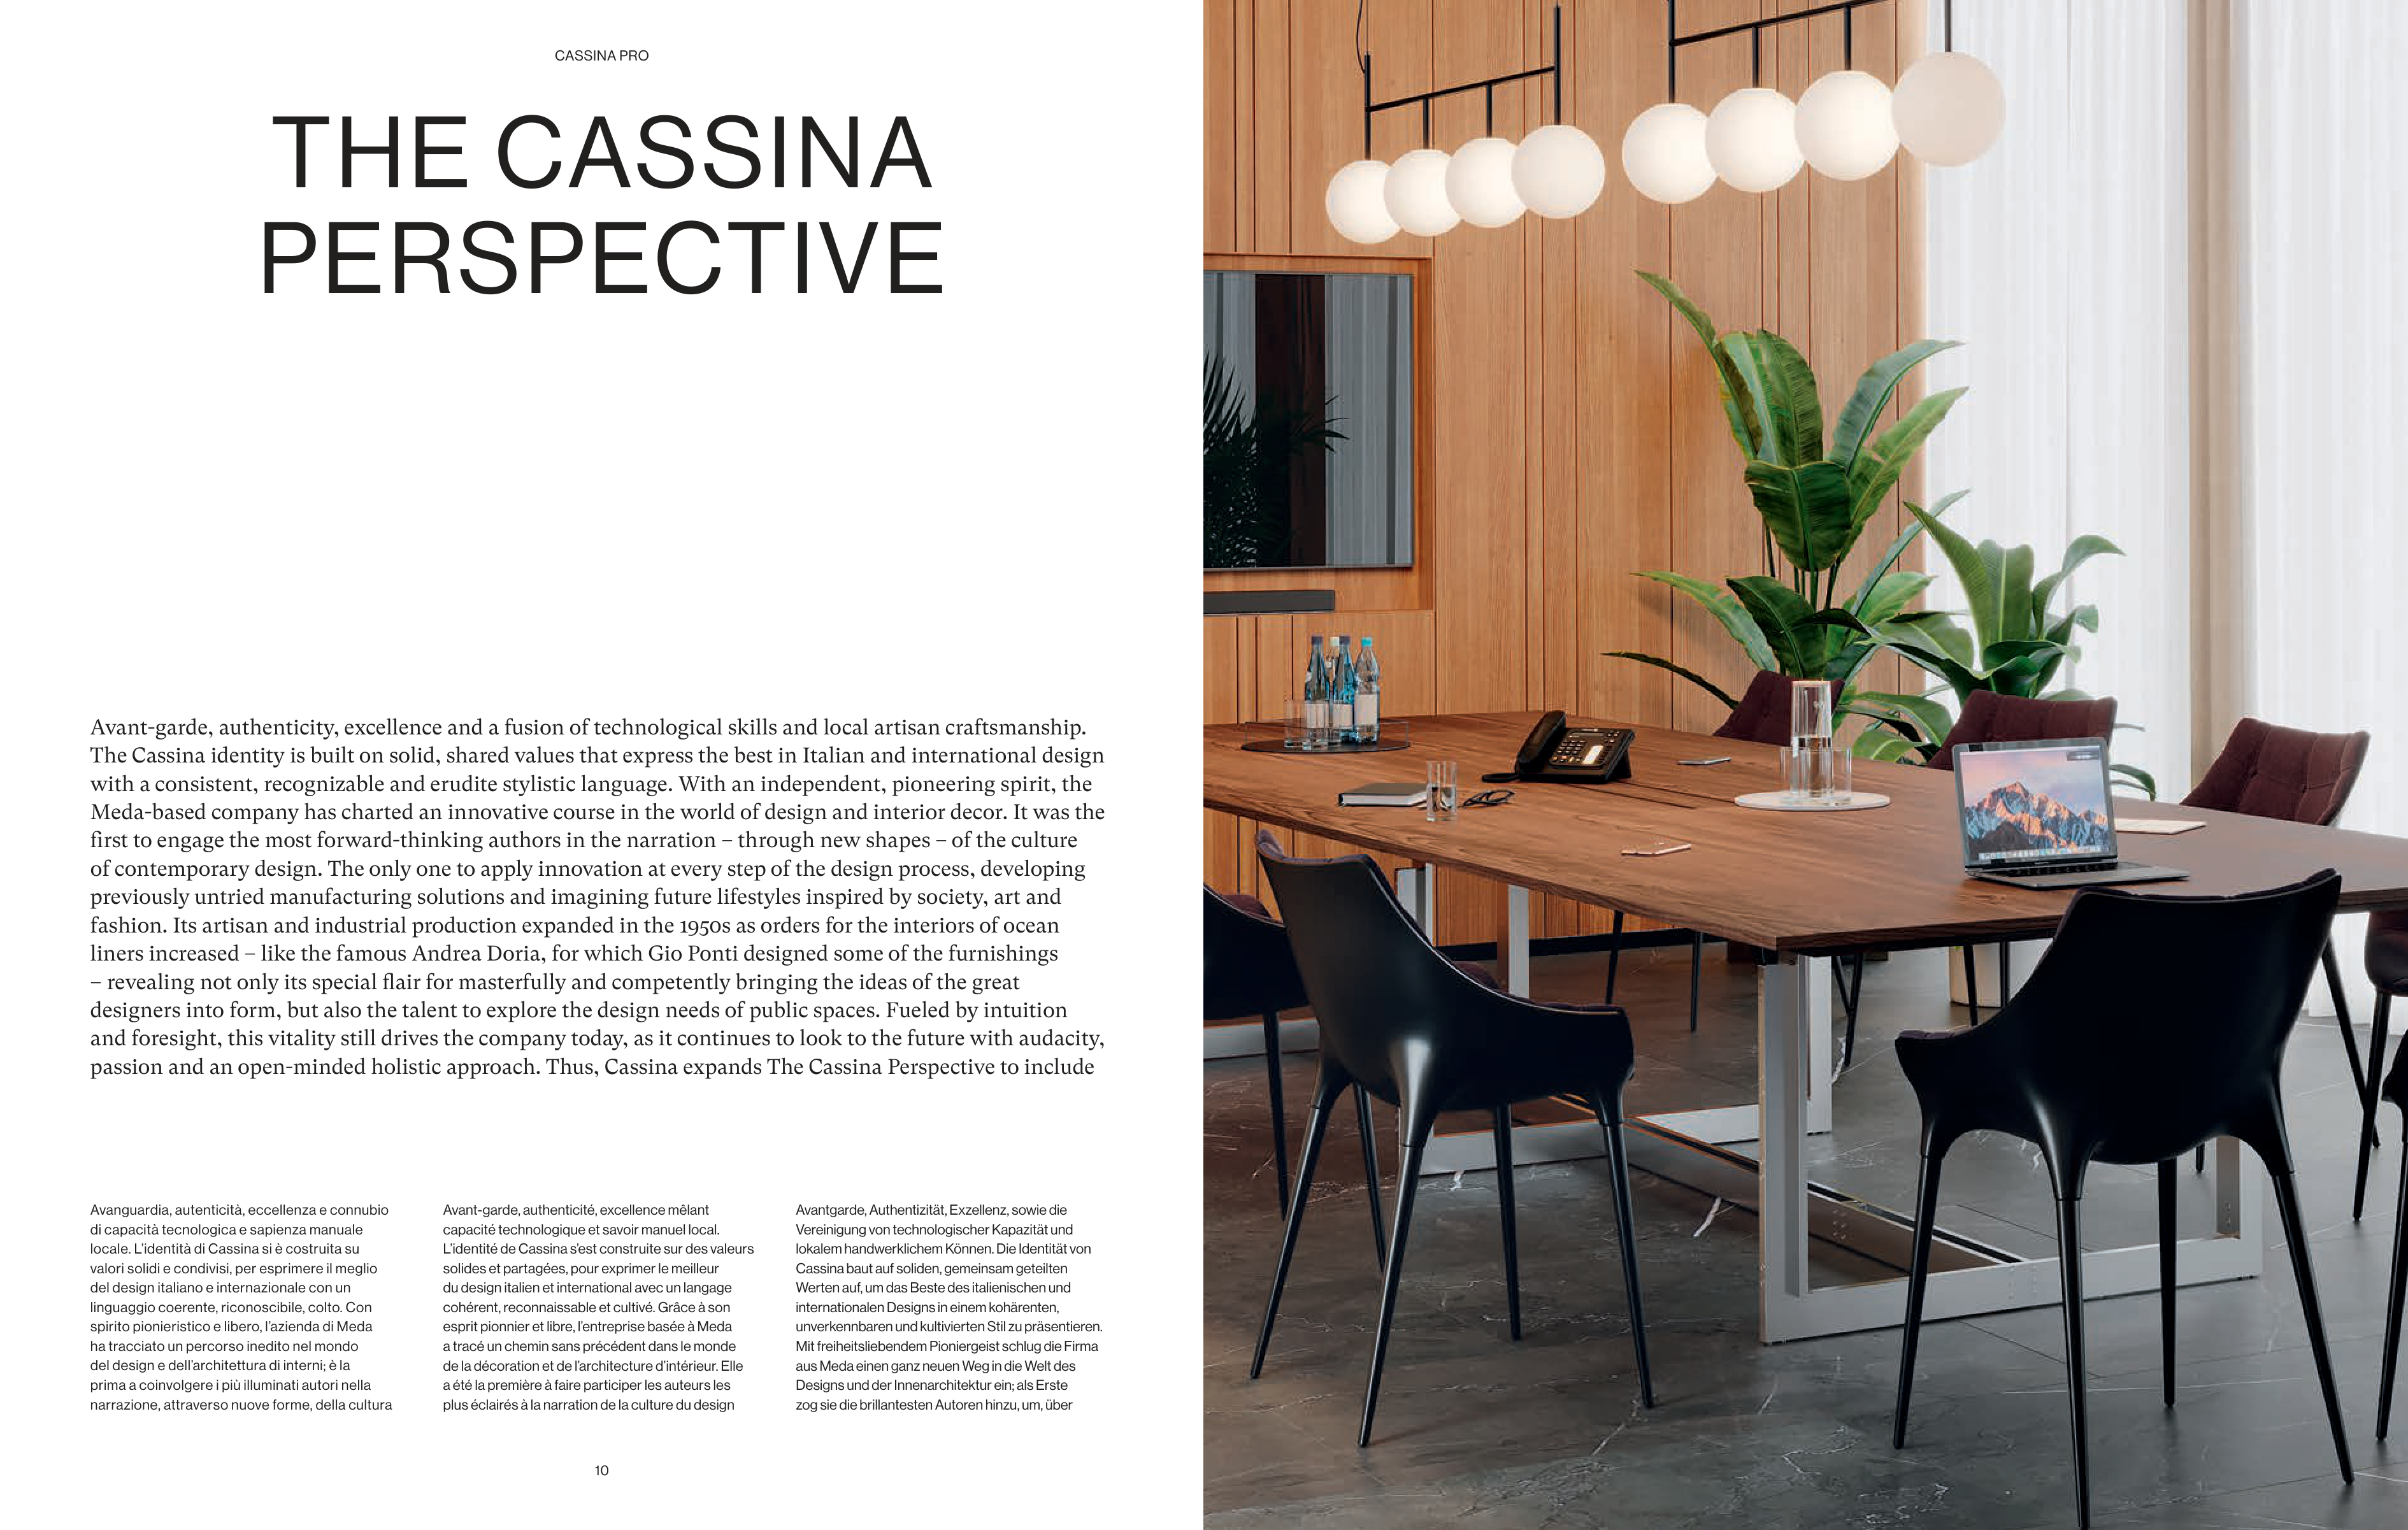 CASSINA PRO
THE CASSINA
PERSPECTIVE
Avant-garde, authenticity, excellence and a fusion of technological skills and local artisan craftsmanship.
The Cassina identity is built on solid, shared values that express the best in Italian and international design
with a consistent, recognizable and erudite stylistic language. With an independent, pioneering spirit, the
Meda-based company has charted an innovative course in the world of design and interior decor. It was the
first to engage the most forward-thinking authors in the narration – through new shapes – of the culture
of contemporary design. The only one to apply innovation at every step of the design process, developing
previously untried manufacturing solutions and imagining future lifestyles inspired by society, art and
fashion. Its artisan and industrial production expanded in the 1950s as orders for the interiors of ocean
liners increased – like the famous Andrea Doria, for which Gio Ponti designed some of the furnishings
– revealing not only its special flair for masterfully and competently bringing the ideas of the great
designers into form, but also the talent to explore the design needs of public spaces. Fueled by intuition
and foresight, this vitality still drives the company today, as it continues to look to the future with audacity,
passion and an open-minded holistic approach. Thus, Cassina expands The Cassina Perspective to include
Avanguardia, autenticità, eccellenza e connubio
di capacità tecnologica e sapienza manuale
locale. L'identità di Cassina si è costruita su
valori solidi e condivisi, per esprimere il meglio
del design italiano e internazionale con un
linguaggio coerente, riconoscibile, colto. Con
spirito pionieristico e libero, l'azienda di Meda
ha tracciato un percorso inedito nel mondo
del design e dell'architettura di interni; è la
prima a coinvolgere i più illuminati autori nella
narrazione, attraverso nuove forme, della cultura
Avant-garde, authenticité, excellence mêlant
capacité technologique et savoir manuel local.
L'identité de Cassina s'est construite sur des valeurs
solides et partagées, pour exprimer le meilleur
du design italien et international avec un langage
cohérent, reconnaissable et cultivé. Grâce à son
esprit pionnier et libre, l'entreprise basée à Meda
a tracé un chemin sans précédent dans le monde
de la décoration et de l'architecture d'intérieur. Elle
a été la première à faire participer les auteurs les
plus éclairés à la narration de la culture du design
Avantgarde, Authentizität, Exzellenz, sowie die
Vereinigung von technologischer Kapazität und
lokalem handwerklichem Können. Die Identität von
Cassina baut auf soliden, gemeinsam geteilten
Werten auf, um das Beste des italienischen und
internationalen Designs in einem kohärenten,
unverkennbaren und kultivierten Stil zu präsentieren.
Mit freiheitsliebendem Pioniergeist schlug die Firma
aus Meda einen ganz neuen Weg in die Welt des
Designs und der Innenarchitektur ein; als Erste
zog sie die brillantesten Autoren hinzu, um, über
10